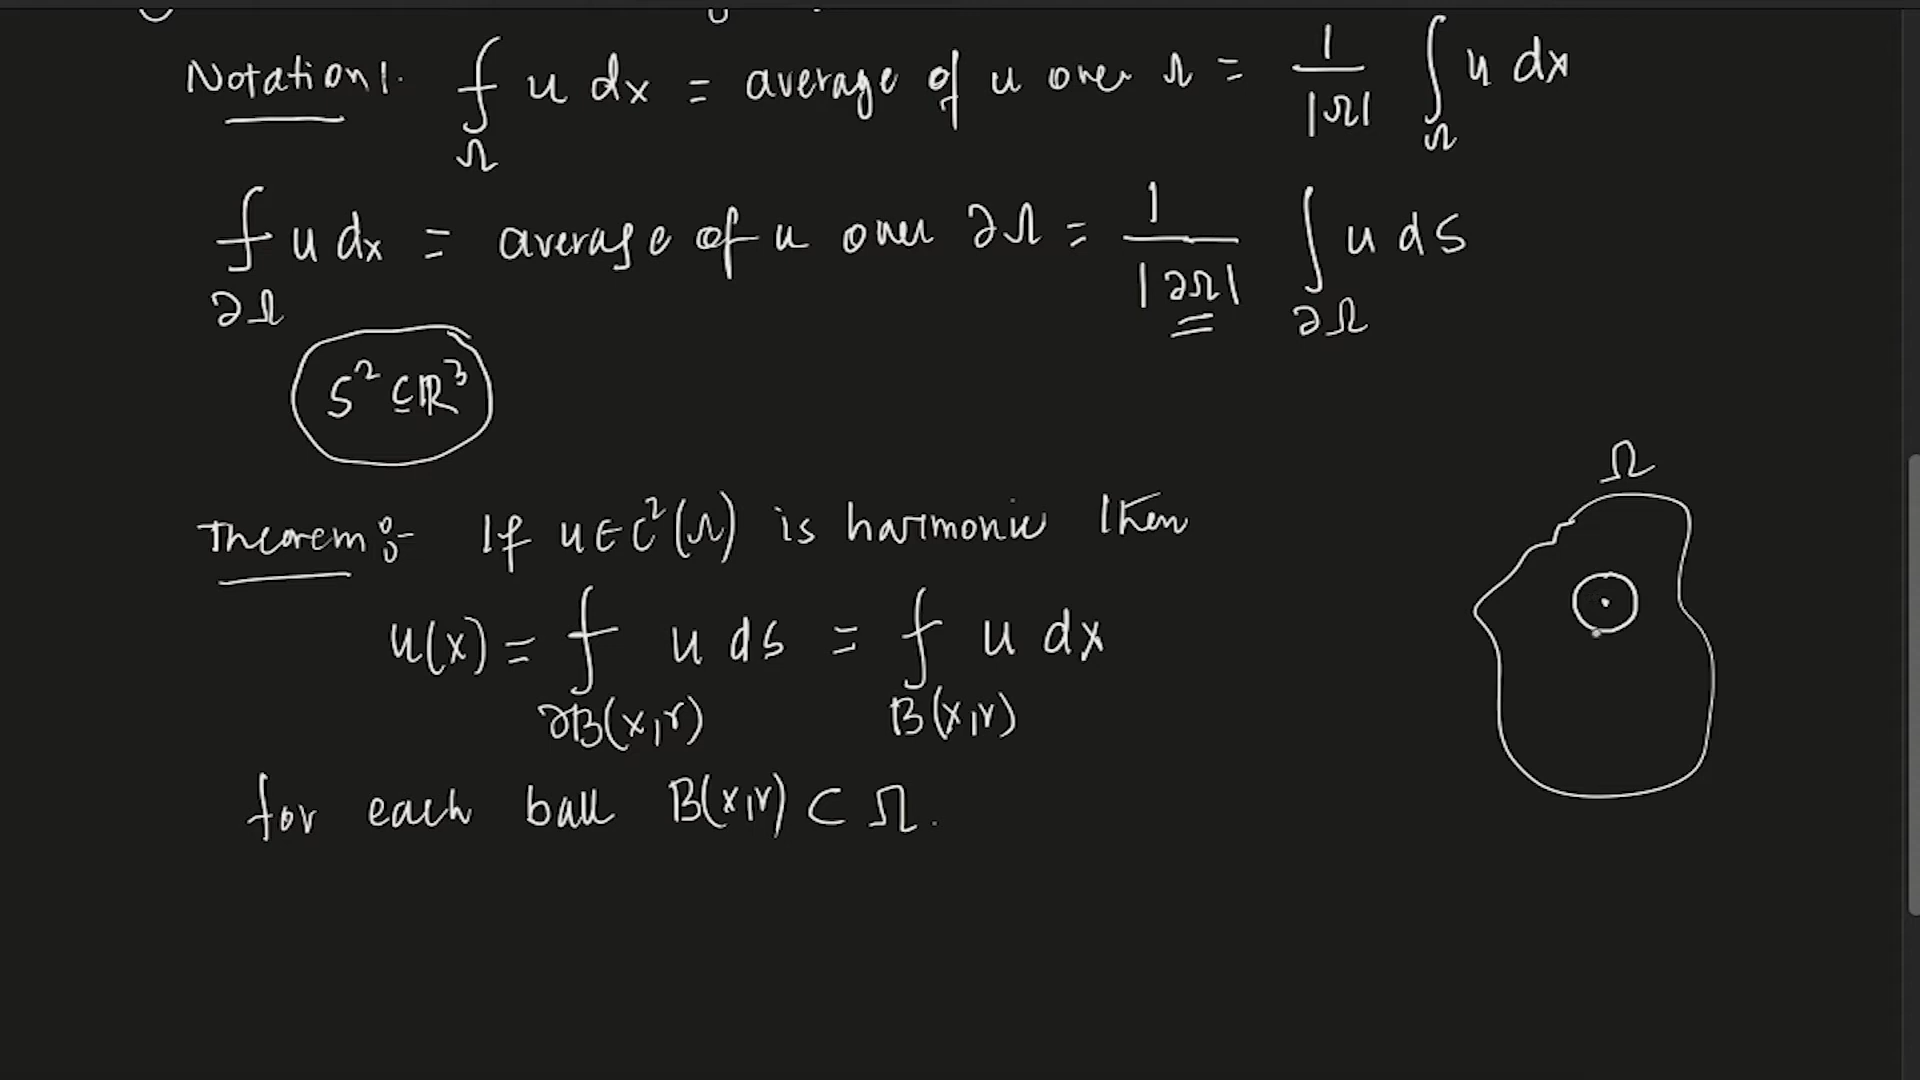 Notation 1. ⨍_Ω u dx = average of u over Ω = 1/|Ω| ∫_Ω u dx
⨍_∂Ω u dx = average of u over ∂Ω = 1/|∂Ω| ∫_∂Ω u ds
S² ⊆ ℝ³
Ω
Theorem :- If u ∈ C²(Ω) is harmonic then
u(x) = ⨍_∂B(x,r) u ds = ⨍_B(x,r) u dx
for each ball B(x,r) ⊂ Ω.